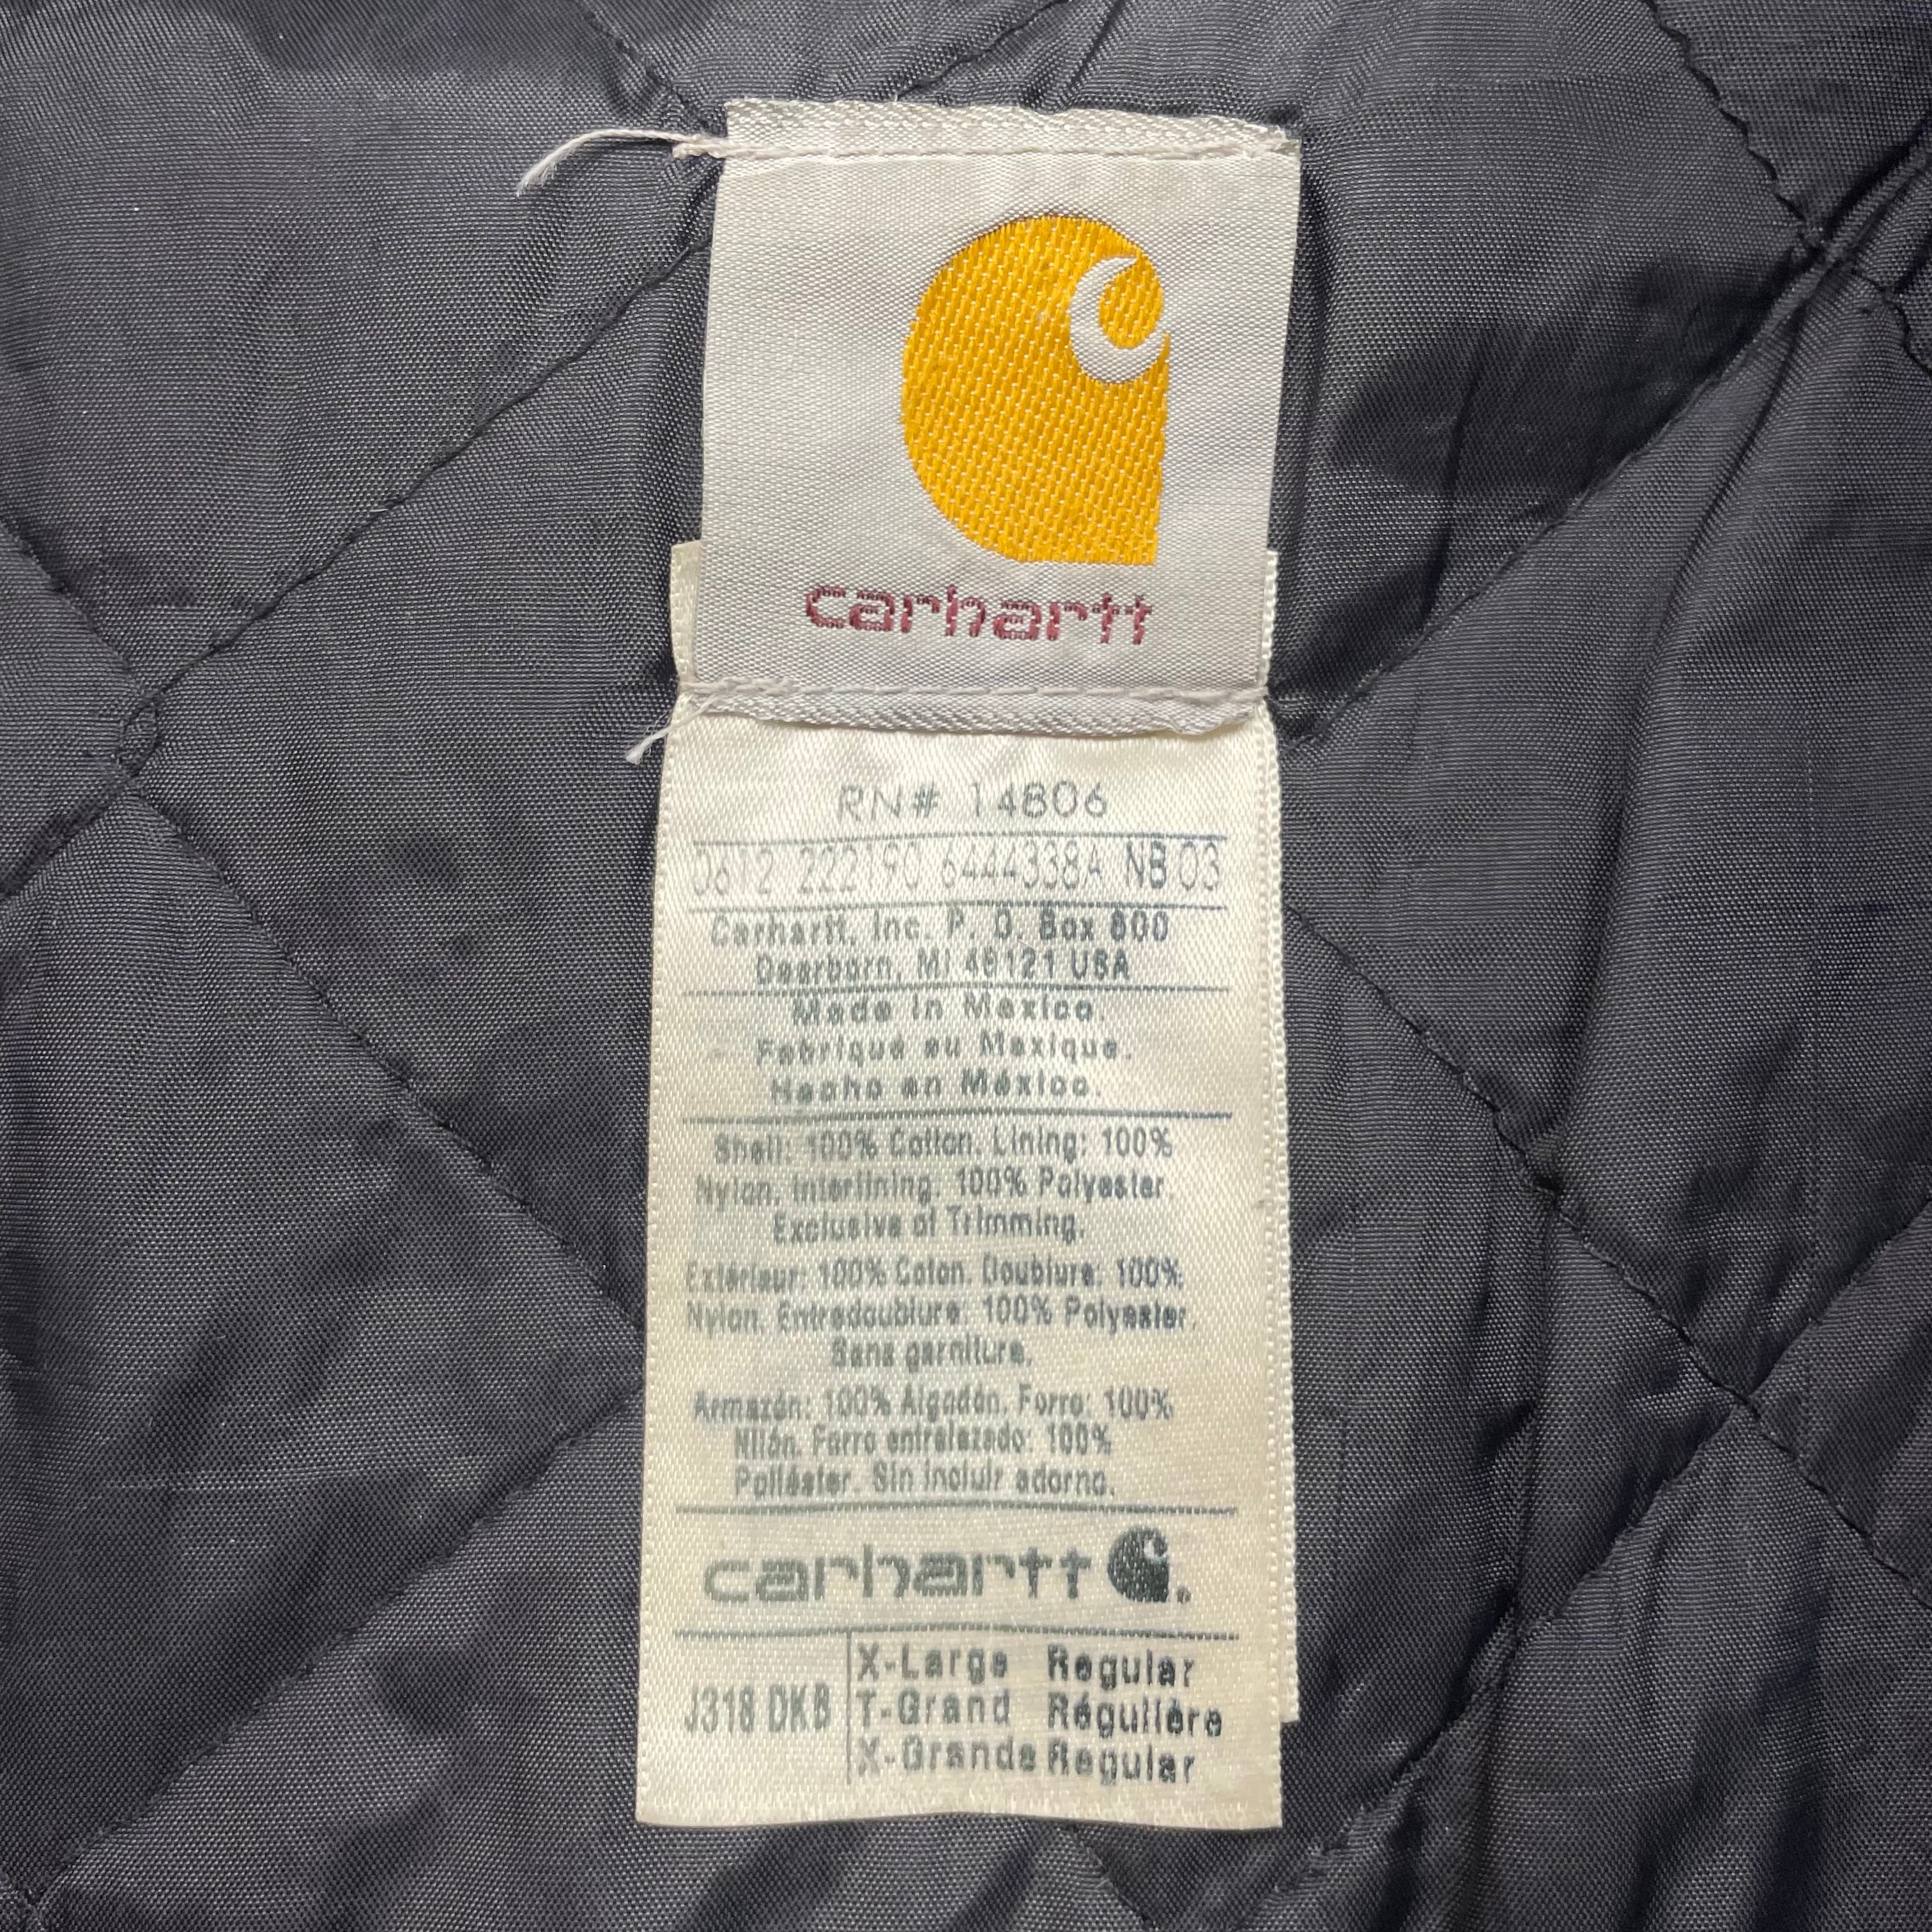 carhartt
RN# 14806
0612 222190 6444338A NB 03
Carhartt, Inc. P. O. Box 600
Dearborn, MI 48121 USA
Made in Mexico.
Fabriqué au Mexique.
Hecho en México.
Shell: 100% Cotton. Lining: 100%
Nylon. Interlining: 100% Polyester
Exclusive of Trimming.
Extérieur: 100% Coton. Doublure: 100%
Nylon. Entredoublure: 100% Polyester.
Sans garniture.
Armazón: 100% Algodón. Forro: 100%
Nilón. Forro entrelazado: 100%
Poliéster. Sin incluir adorno.
carhartt
J318 DKB
X-Large Regular
T-Grand Régulière
X-Grande Regular